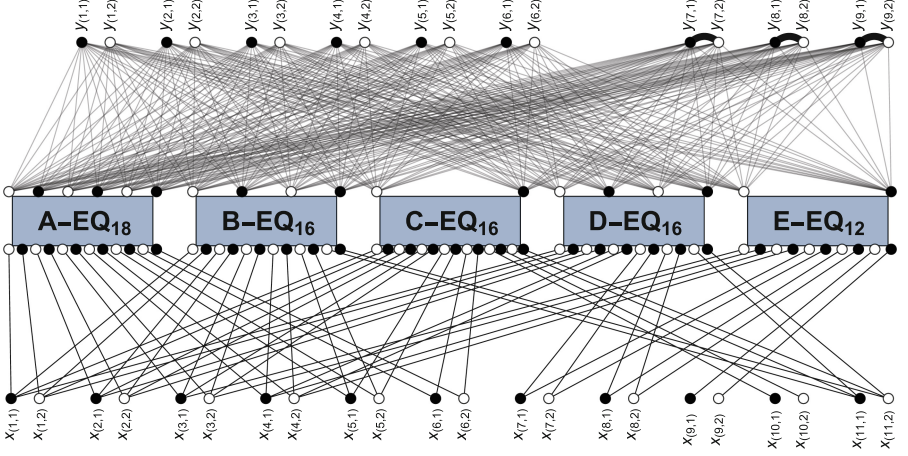 y(1,1) y(1,2) y(2,1) y(2,2) y(3,1) y(3,2) y(4,1) y(4,2) y(5,1) y(5,2) y(6,1) y(6,2) y(7,1) y(7,2) y(8,1) y(8,2) y(9,1) y(9,2)
A–EQ18 B–EQ16 C–EQ16 D–EQ16 E–EQ12
x(1,1) x(1,2) x(2,1) x(2,2) x(3,1) x(3,2) x(4,1) x(4,2) x(5,1) x(5,2) x(6,1) x(6,2) x(7,1) x(7,2) x(8,1) x(8,2) x(9,1) x(9,2) x(10,1) x(10,2) x(11,1) x(11,2)